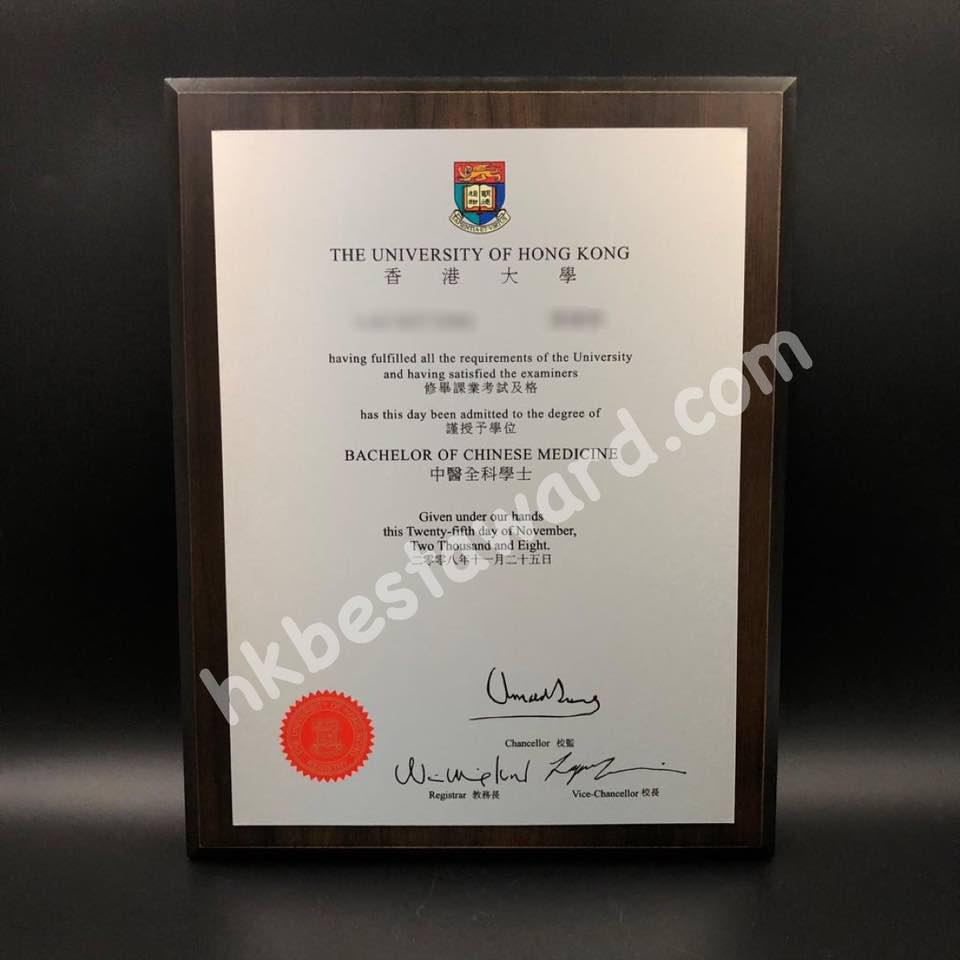 THE UNIVERSITY OF HONG KONG
香港大學
having fulfilled all the requirements of the University
and having satisfied the examiners
修畢課業考試及格
has this day been admitted to the degree of
謹授予學位
BACHELOR OF CHINESE MEDICINE
中醫全科學士
Given under our hands
this Twenty-fifth day of November,
Two Thousand and Eight.
二零零八年十一月二十五日
hkbestaward.com
Chancellor 校監
Registrar 教務長
Vice-Chancellor 校長